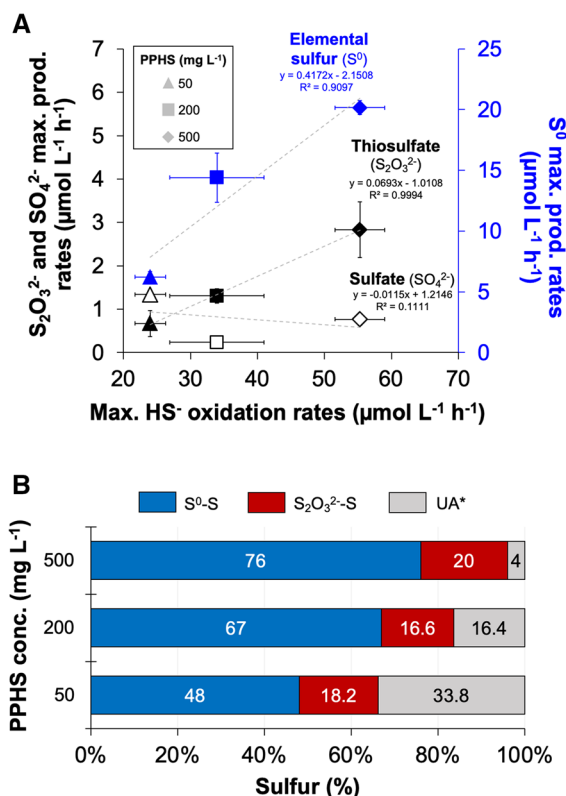 A
7
6
5
4
3
2
1
0
S₂O₃²⁻ and SO₄²⁻ max. prod.
rates (µmol L⁻¹ h⁻¹)
PPHS (mg L⁻¹)
50
200
500
Elemental
sulfur (S⁰)
y = 0.4172x - 2.1508
R² = 0.9097
Thiosulfate
(S₂O₃²⁻)
y = 0.0693x - 1.0108
R² = 0.9994
Sulfate (SO₄²⁻)
y = -0.0115x + 1.2146
R² = 0.1111
25
20
15
10
5
0
S⁰ max. prod. rates
(µmol L⁻¹ h⁻¹)
20 30 40 50 60 70
Max. HS⁻ oxidation rates (µmol L⁻¹ h⁻¹)
B
S⁰-S S₂O₃²⁻-S UA*
PPHS conc. (mg L⁻¹)
500 76 20 4
200 67 16.6 16.4
50 48 18.2 33.8
0% 20% 40% 60% 80% 100%
Sulfur (%)